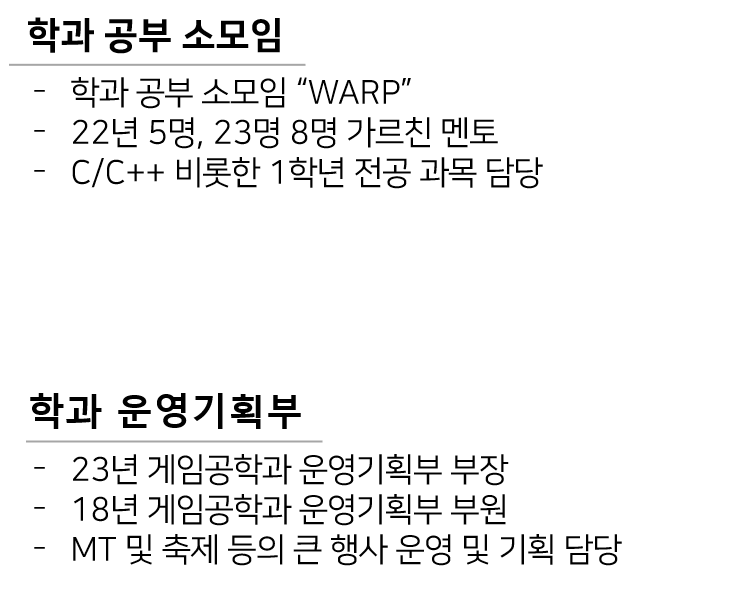 학과 공부 소모임
- 학과 공부 소모임 “WARP”
- 22년 5명, 23명 8명 가르친 멘토
- C/C++ 비롯한 1학년 전공 과목 담당
학과 운영기획부
- 23년 게임공학과 운영기획부 부장
- 18년 게임공학과 운영기획부 부원
- MT 및 축제 등의 큰 행사 운영 및 기획 담당